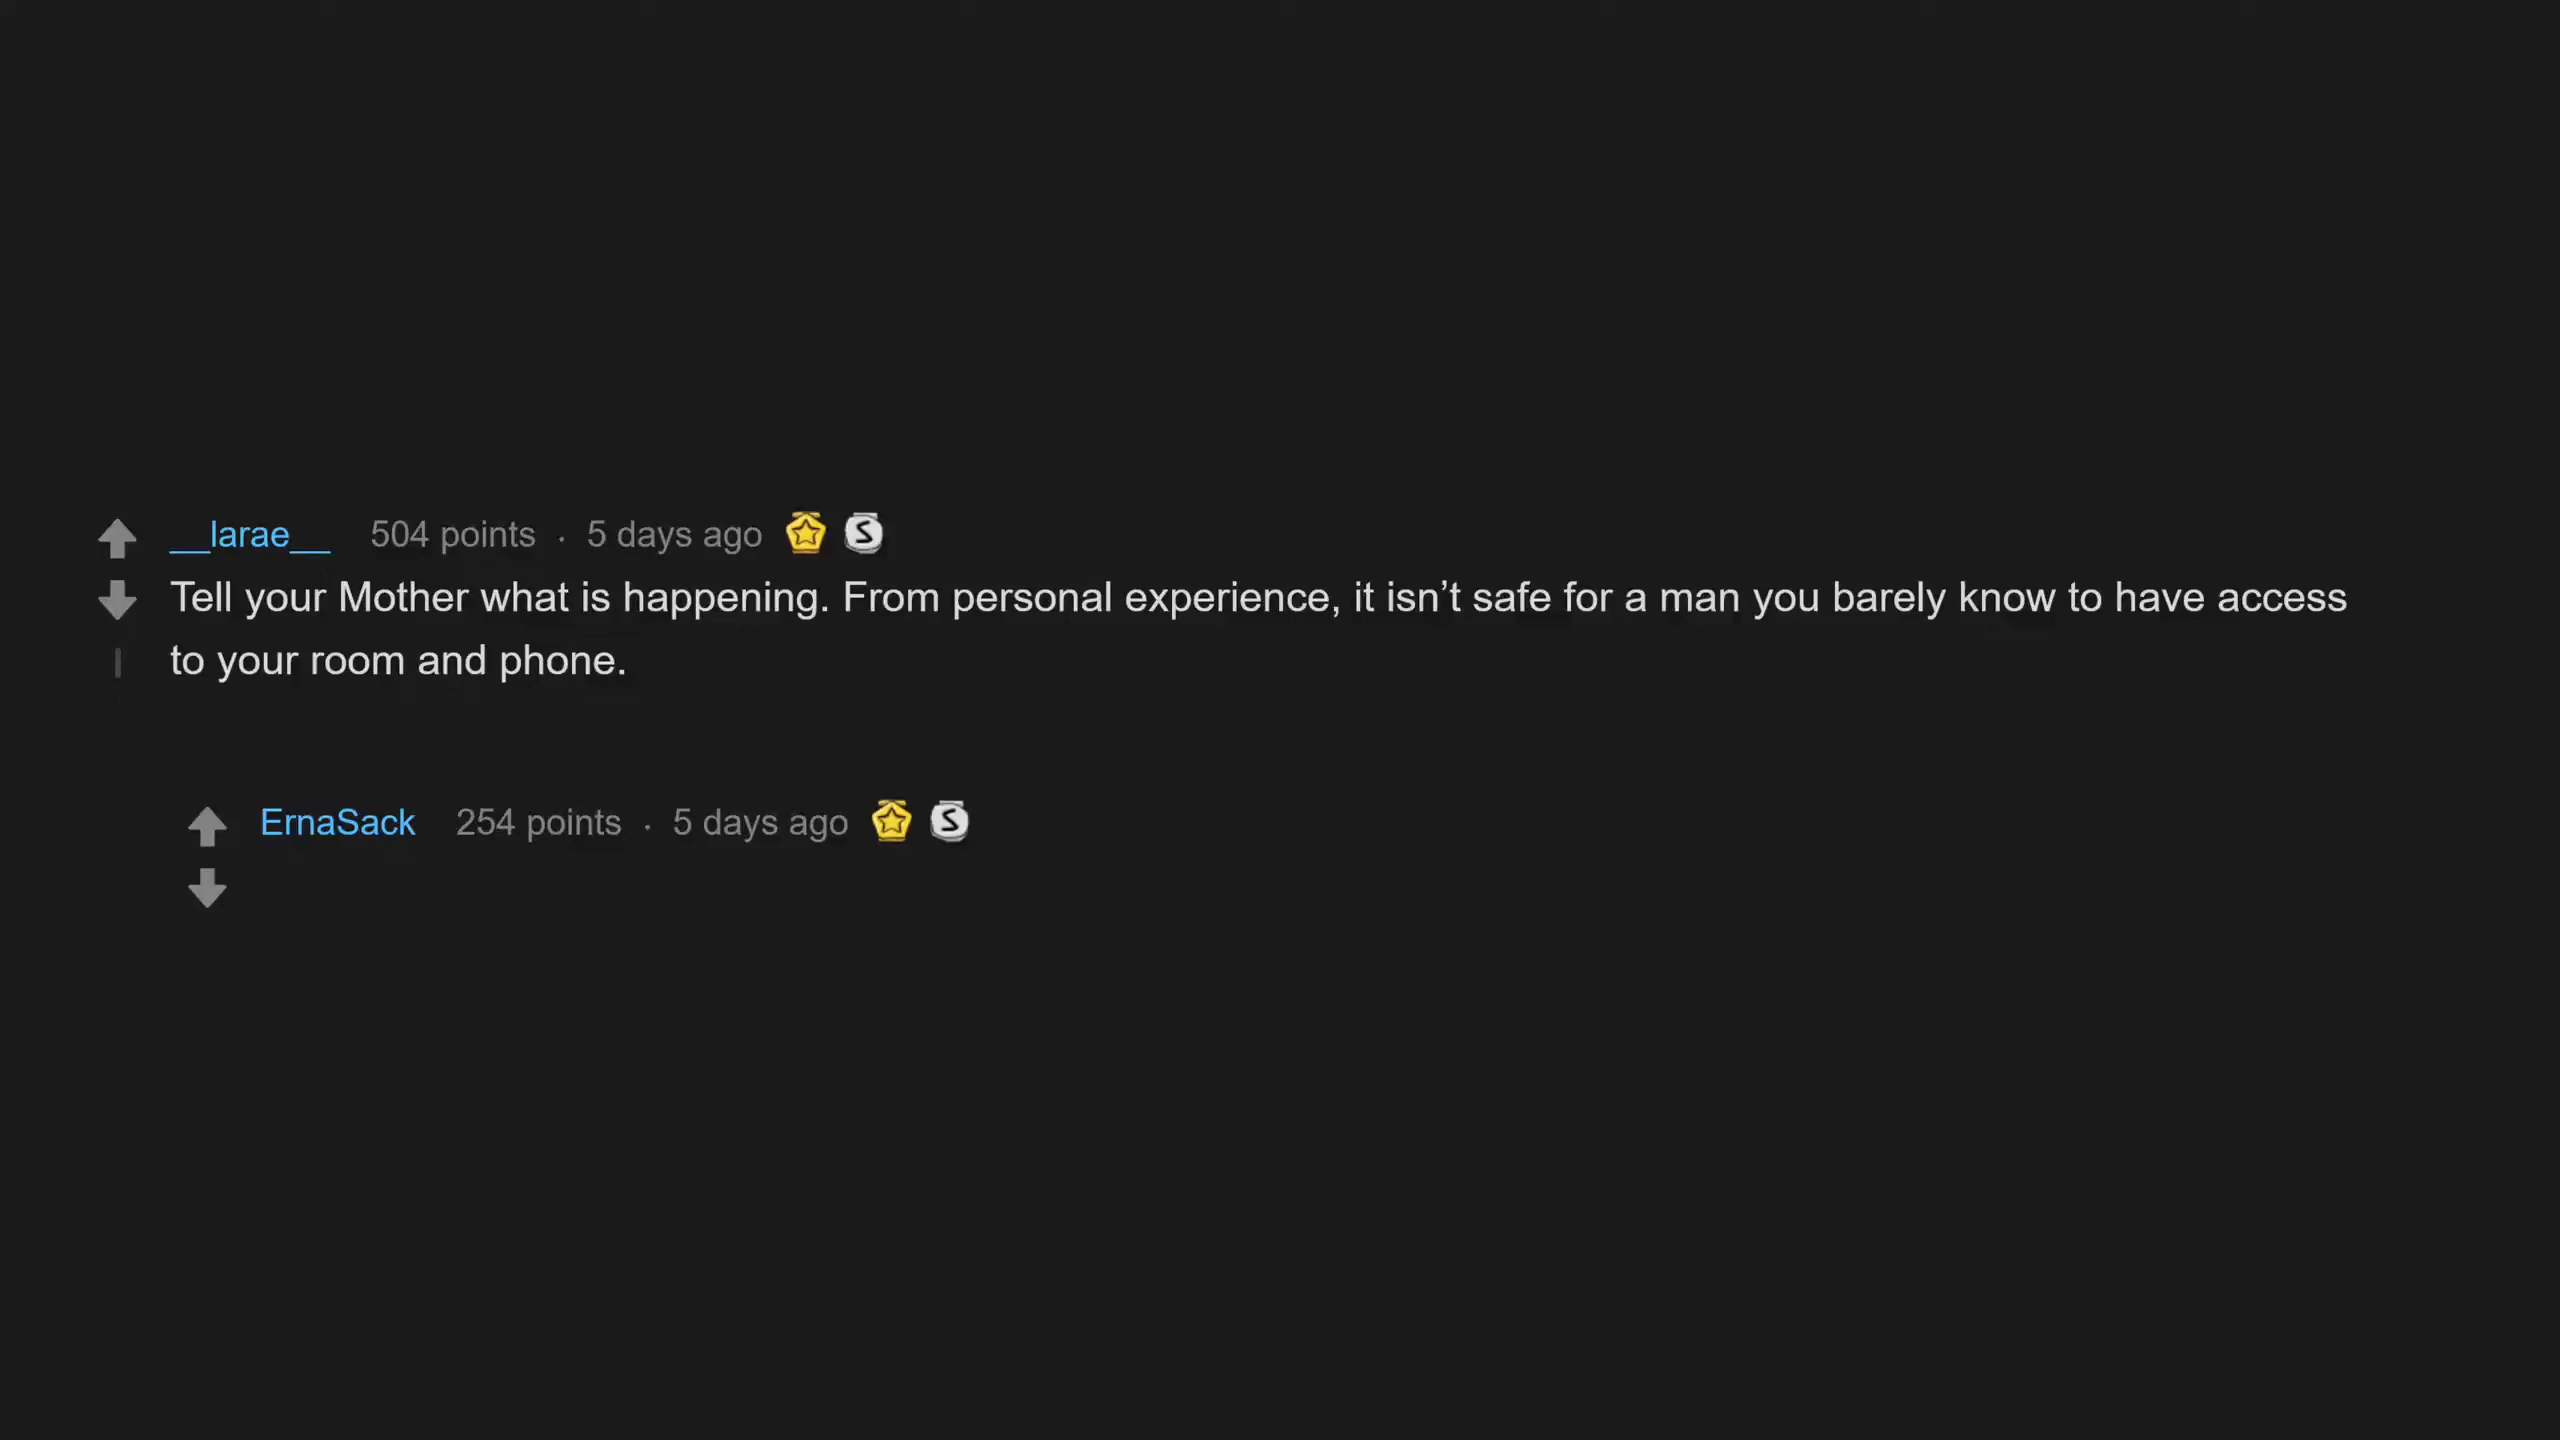 __larae__ 504 points · 5 days ago S
Tell your Mother what is happening. From personal experience, it isn’t safe for a man you barely know to have access
to your room and phone.
ErnaSack 254 points · 5 days ago S